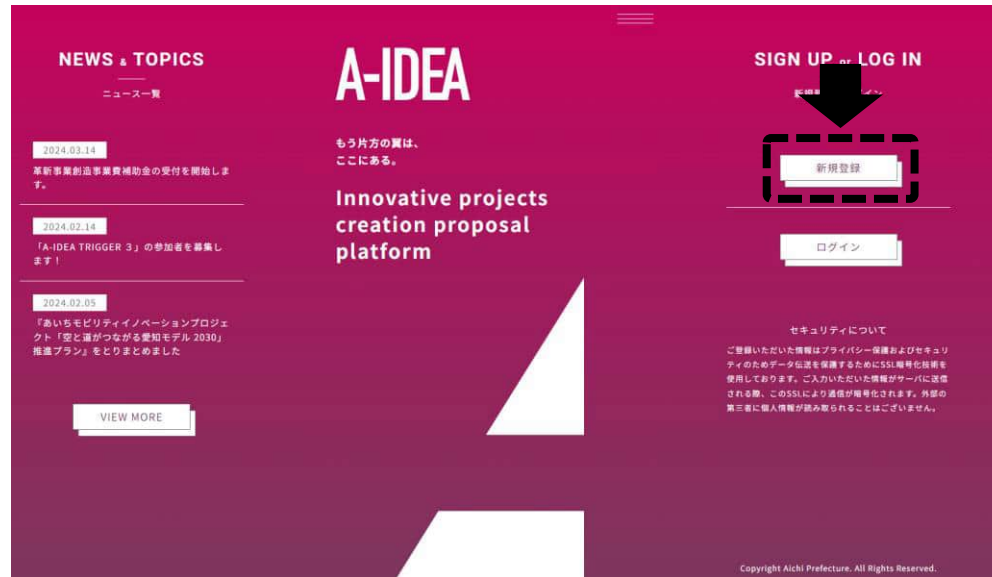 NEWS & TOPICS
ニュース一覧
2024.03.14
革新事業創造事業費補助金の受付を開始しま
す。
2024.02.14
「A-IDEA TRIGGER 3」の参加者を募集し
ます！
2024.02.05
『あいちモビリティイノベーションプロジェ
クト「空と道がつながる愛知モデル 2030」
推進プラン』をとりまとめました
VIEW MORE
A-IDEA
もう片方の翼は、
ここにある。
Innovative projects
creation proposal
platform
SIGN UP or LOG IN
新規
新規登録
ログイン
セキュリティについて
ご登録いただいた情報はプライバシー保護およびセキュリ
ティのためデータ伝送を保護するためにSSL暗号化技術を
使用しております。ご入力いただいた情報がサーバに送信
される際、このSSLにより通信が暗号化されます。外部の
第三者に個人情報が読み取られることはございません。
Copyright Aichi Prefecture. All Rights Reserved.